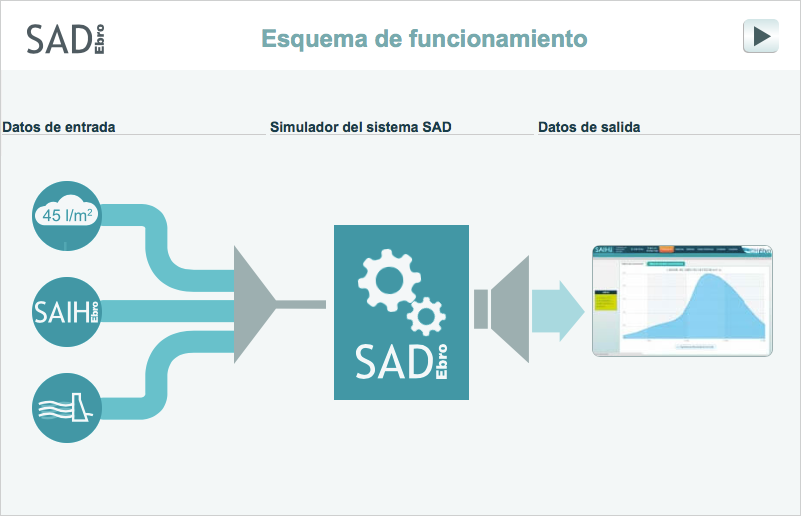 SAD Ebro
Esquema de funcionamiento
Datos de entrada
Simulador del sistema SAD
Datos de salida
45 l/m²
SAIH Ebro
SAD Ebro
SAIH